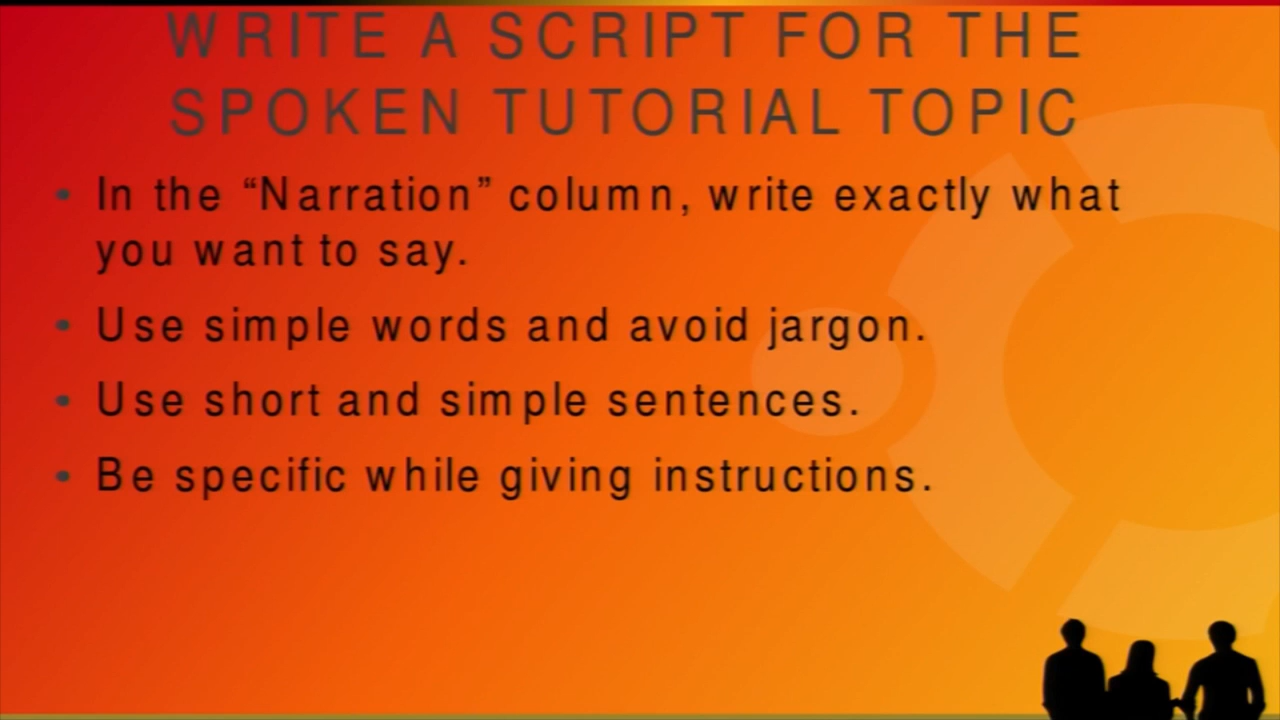 WRITE A SCRIPT FOR THE
SPOKEN TUTORIAL TOPIC
• In the “Narration” column, write exactly what
you want to say.
• Use simple words and avoid jargon.
• Use short and simple sentences.
• Be specific while giving instructions.